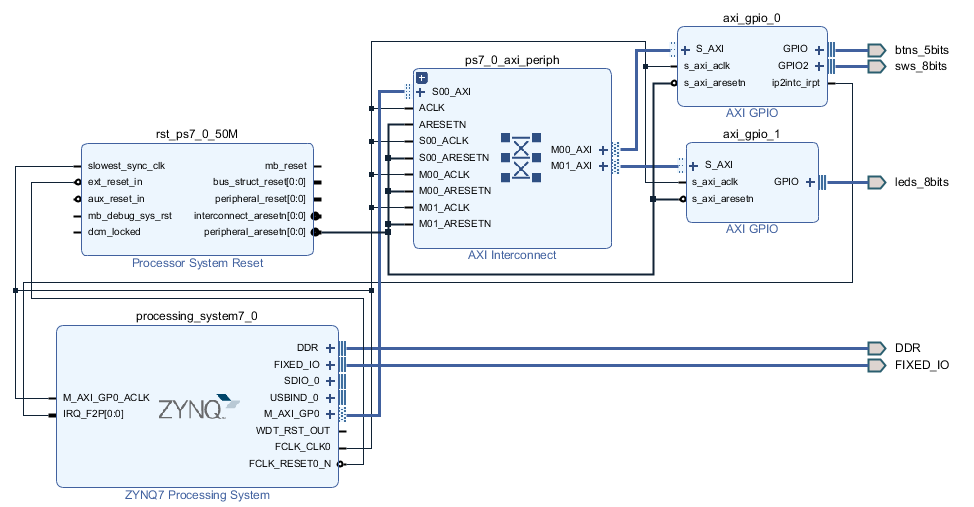 axi_gpio_0
S_AXI
s_axi_aclk
s_axi_aresetn
GPIO
GPIO2
ip2intc_irpt
AXI GPIO
btns_5bits
sws_8bits
ps7_0_axi_periph
S00_AXI
ACLK
ARESETN
S00_ACLK
S00_ARESETN
M00_ACLK
M00_ARESETN
M01_ACLK
M01_ARESETN
M00_AXI
M01_AXI
AXI Interconnect
axi_gpio_1
S_AXI
s_axi_aclk
s_axi_aresetn
GPIO
AXI GPIO
leds_8bits
rst_ps7_0_50M
slowest_sync_clk
ext_reset_in
aux_reset_in
mb_debug_sys_rst
dcm_locked
mb_reset
bus_struct_reset[0:0]
peripheral_reset[0:0]
interconnect_aresetn[0:0]
peripheral_aresetn[0:0]
Processor System Reset
processing_system7_0
M_AXI_GP0_ACLK
IRQ_F2P[0:0]
ZYNQ
DDR
FIXED_IO
SDIO_0
USBIND_0
M_AXI_GP0
WDT_RST_OUT
FCLK_CLK0
FCLK_RESET0_N
ZYNQ7 Processing System
DDR
FIXED_IO